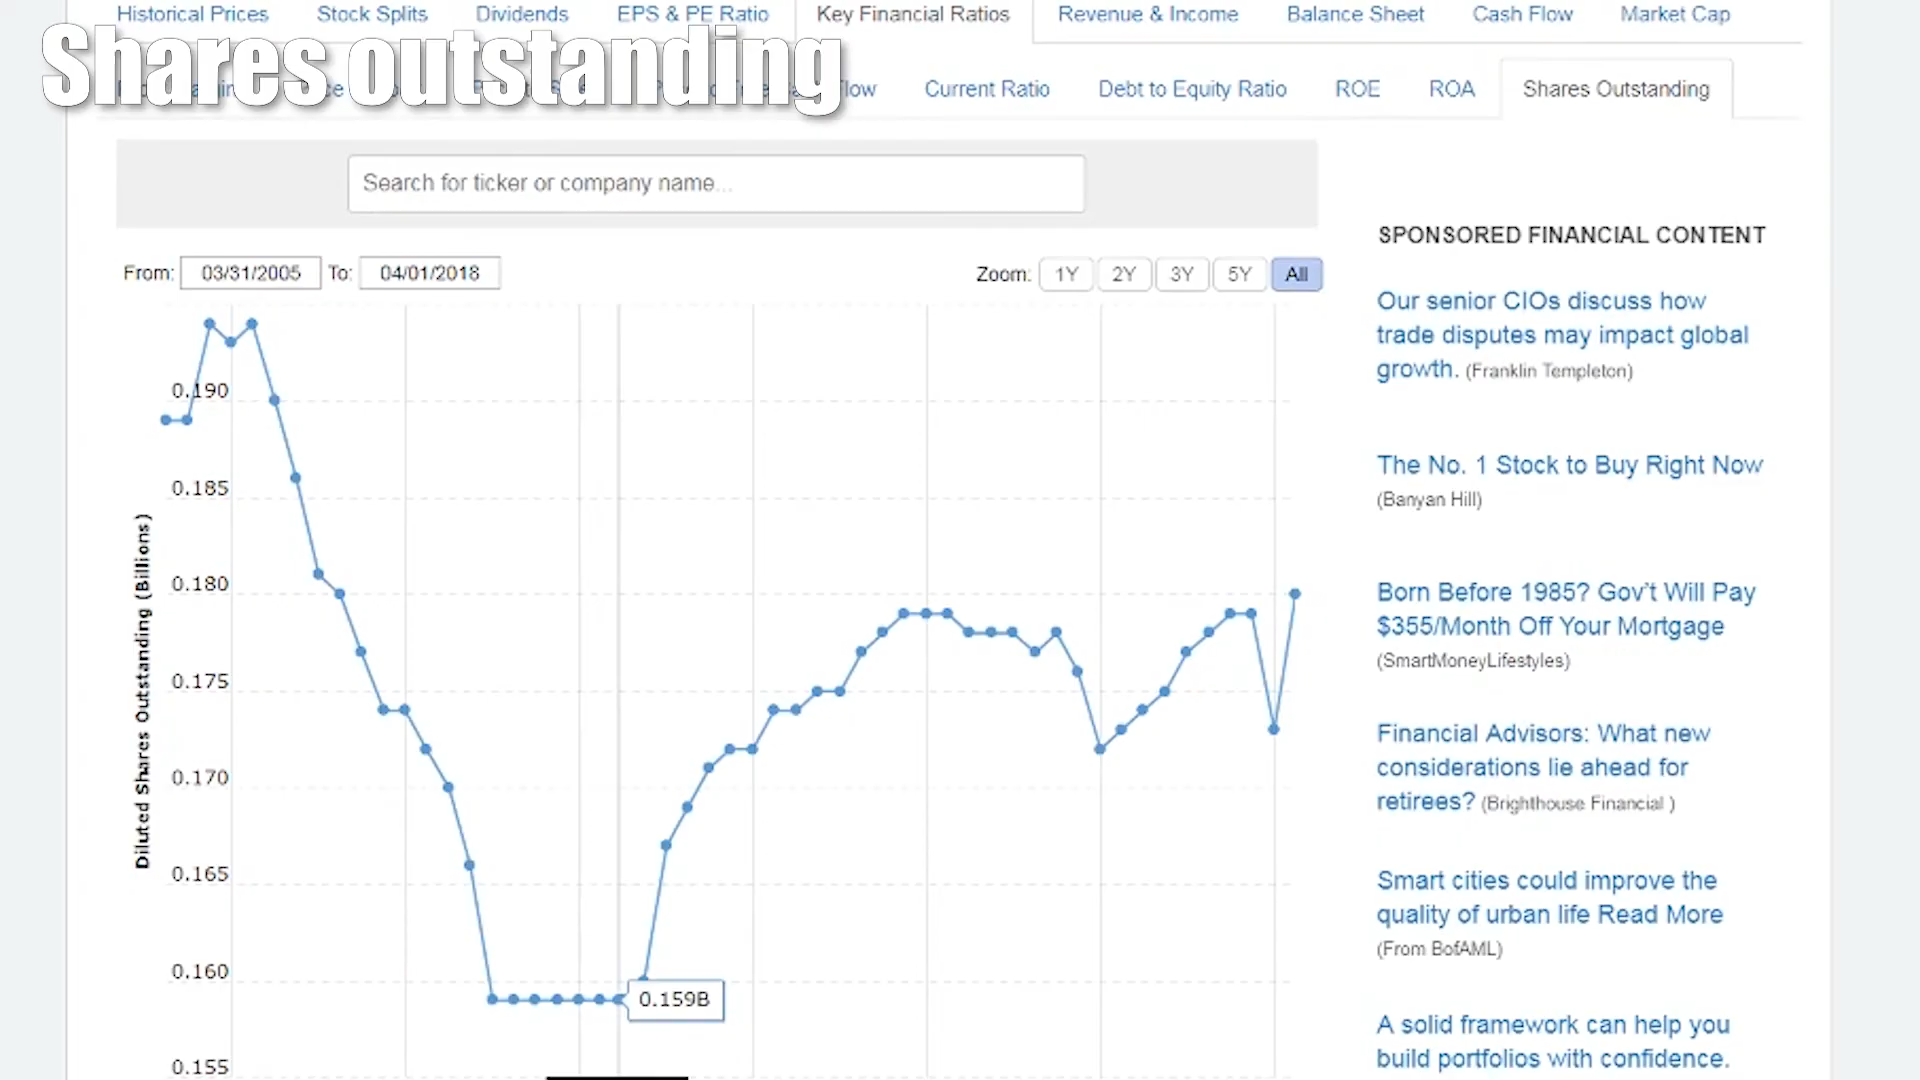 Historical Prices Stock Splits Dividends EPS & PE Ratio Key Financial Ratios Revenue & Income Balance Sheet Cash Flow Market Cap
Shares outstanding
Current Ratio Debt to Equity Ratio ROE ROA Shares Outstanding
Search for ticker or company name...
From: 03/31/2005 To: 04/01/2018
Zoom: 1Y 2Y 3Y 5Y All
Diluted Shares Outstanding (Billions)
0.190
0.185
0.180
0.175
0.170
0.165
0.160
0.155
0.159B
SPONSORED FINANCIAL CONTENT
Our senior CIOs discuss how
trade disputes may impact global
growth. (Franklin Templeton)
The No. 1 Stock to Buy Right Now
(Banyan Hill)
Born Before 1985? Gov't Will Pay
$355/Month Off Your Mortgage
(SmartMoneyLifestyles)
Financial Advisors: What new
considerations lie ahead for
retirees? (Brighthouse Financial )
Smart cities could improve the
quality of urban life Read More
(From BofAML)
A solid framework can help you
build portfolios with confidence.